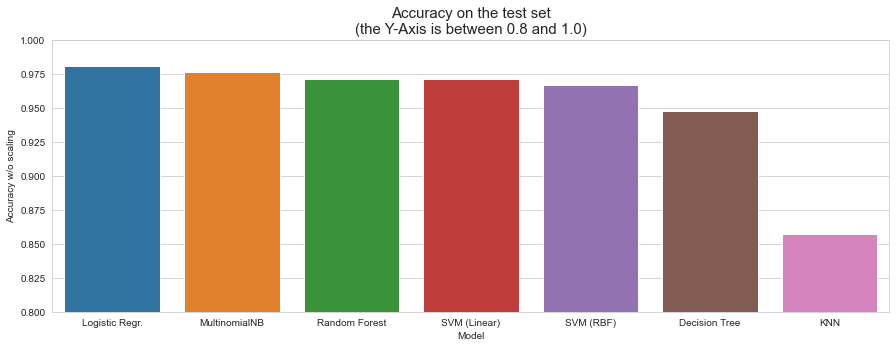 Accuracy on the test set
(the Y-Axis is between 0.8 and 1.0)
1.000
0.975
0.950
0.925
0.900
0.875
0.850
0.825
0.800
Accuracy w/o scaling
Logistic Regr.
MultinomialNB
Random Forest
SVM (Linear)
SVM (RBF)
Decision Tree
KNN
Model